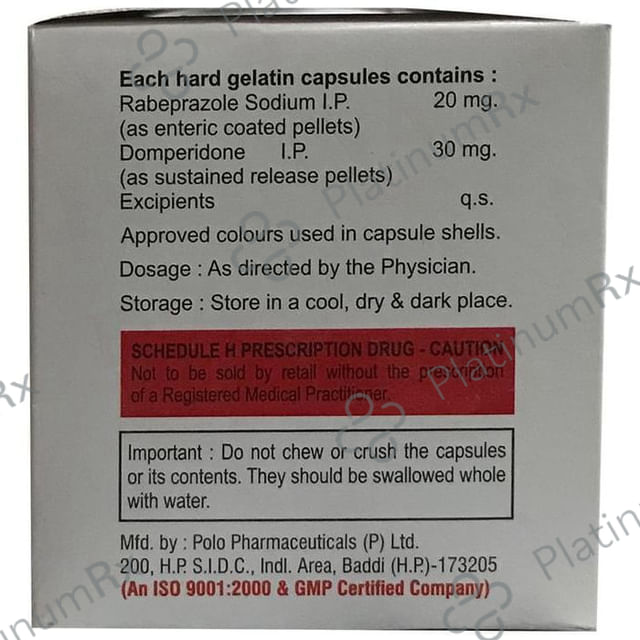 Each hard gelatin capsules contains :
Rabeprazole Sodium I.P. 20 mg.
(as enteric coated pellets)
Domperidone I.P. 30 mg.
(as sustained release pellets)
Excipients q.s.
Approved colours used in capsule shells.
Dosage : As directed by the Physician.
Storage : Store in a cool, dry & dark place.
SCHEDULE H PRESCRIPTION DRUG - CAUTION
Not to be sold by retail without the prescription
of a Registered Medical Practitioner.
Important : Do not chew or crush the capsules
or its contents. They should be swallowed whole
with water.
Mfd. by : Polo Pharmaceuticals (P) Ltd.
200, H.P. S.I.D.C., Indl. Area, Baddi (H.P.)-173205
(An ISO 9001:2000 & GMP Certified Company)
PlatinumRx
PlatinumRx
PlatinumRx